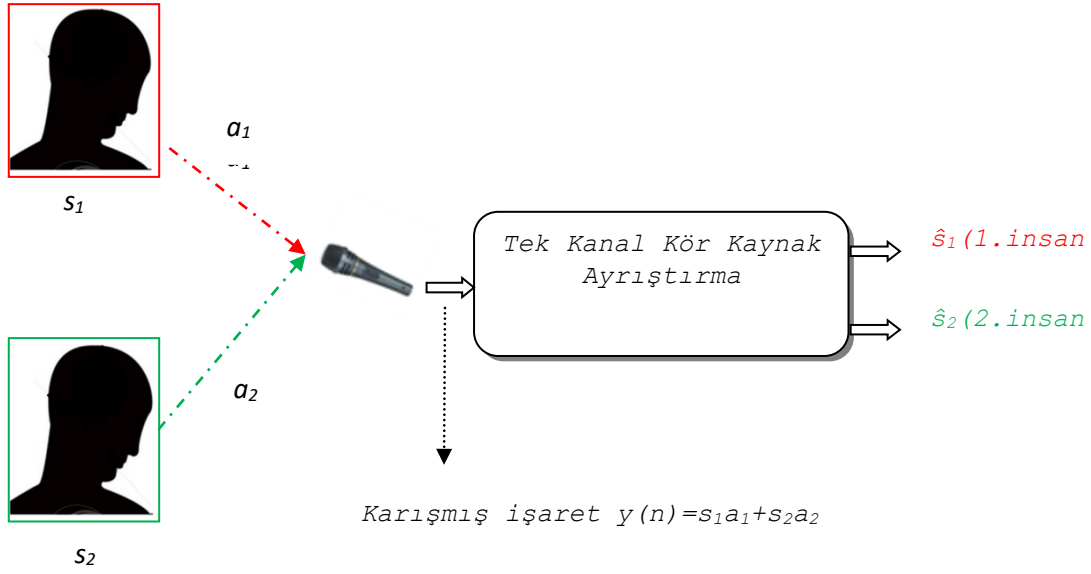 a₁
s₁
Tek Kanal Kör Kaynak
Ayrıştırma
ŝ₁(1.insan
ŝ₂(2.insan
a₂
Karışmış işaret y(n)=s₁a₁+s₂a₂
s₂